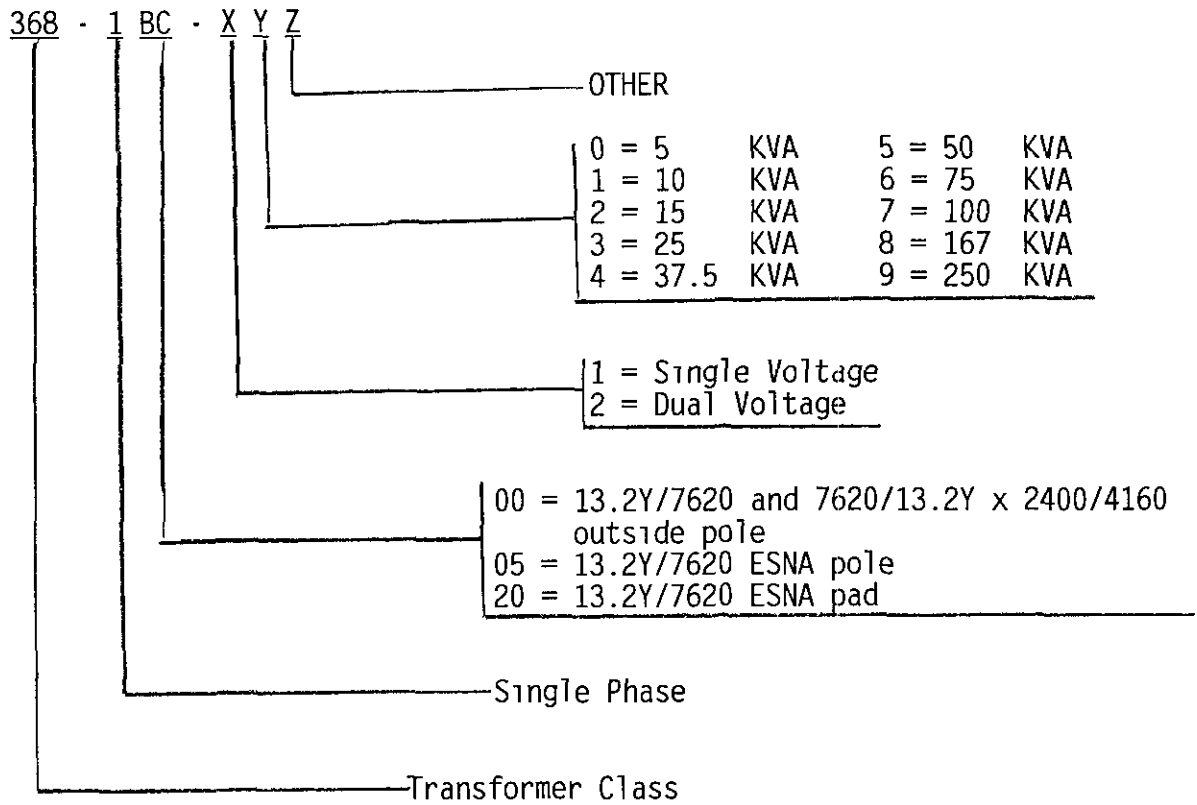 368 - 1 BC - X Y Z
OTHER
0 = 5 KVA 5 = 50 KVA
1 = 10 KVA 6 = 75 KVA
2 = 15 KVA 7 = 100 KVA
3 = 25 KVA 8 = 167 KVA
4 = 37.5 KVA 9 = 250 KVA
1 = Single Voltage
2 = Dual Voltage
00 = 13.2Y/7620 and 7620/13.2Y x 2400/4160
outside pole
05 = 13.2Y/7620 ESNA pole
20 = 13.2Y/7620 ESNA pad
Single Phase
Transformer Class